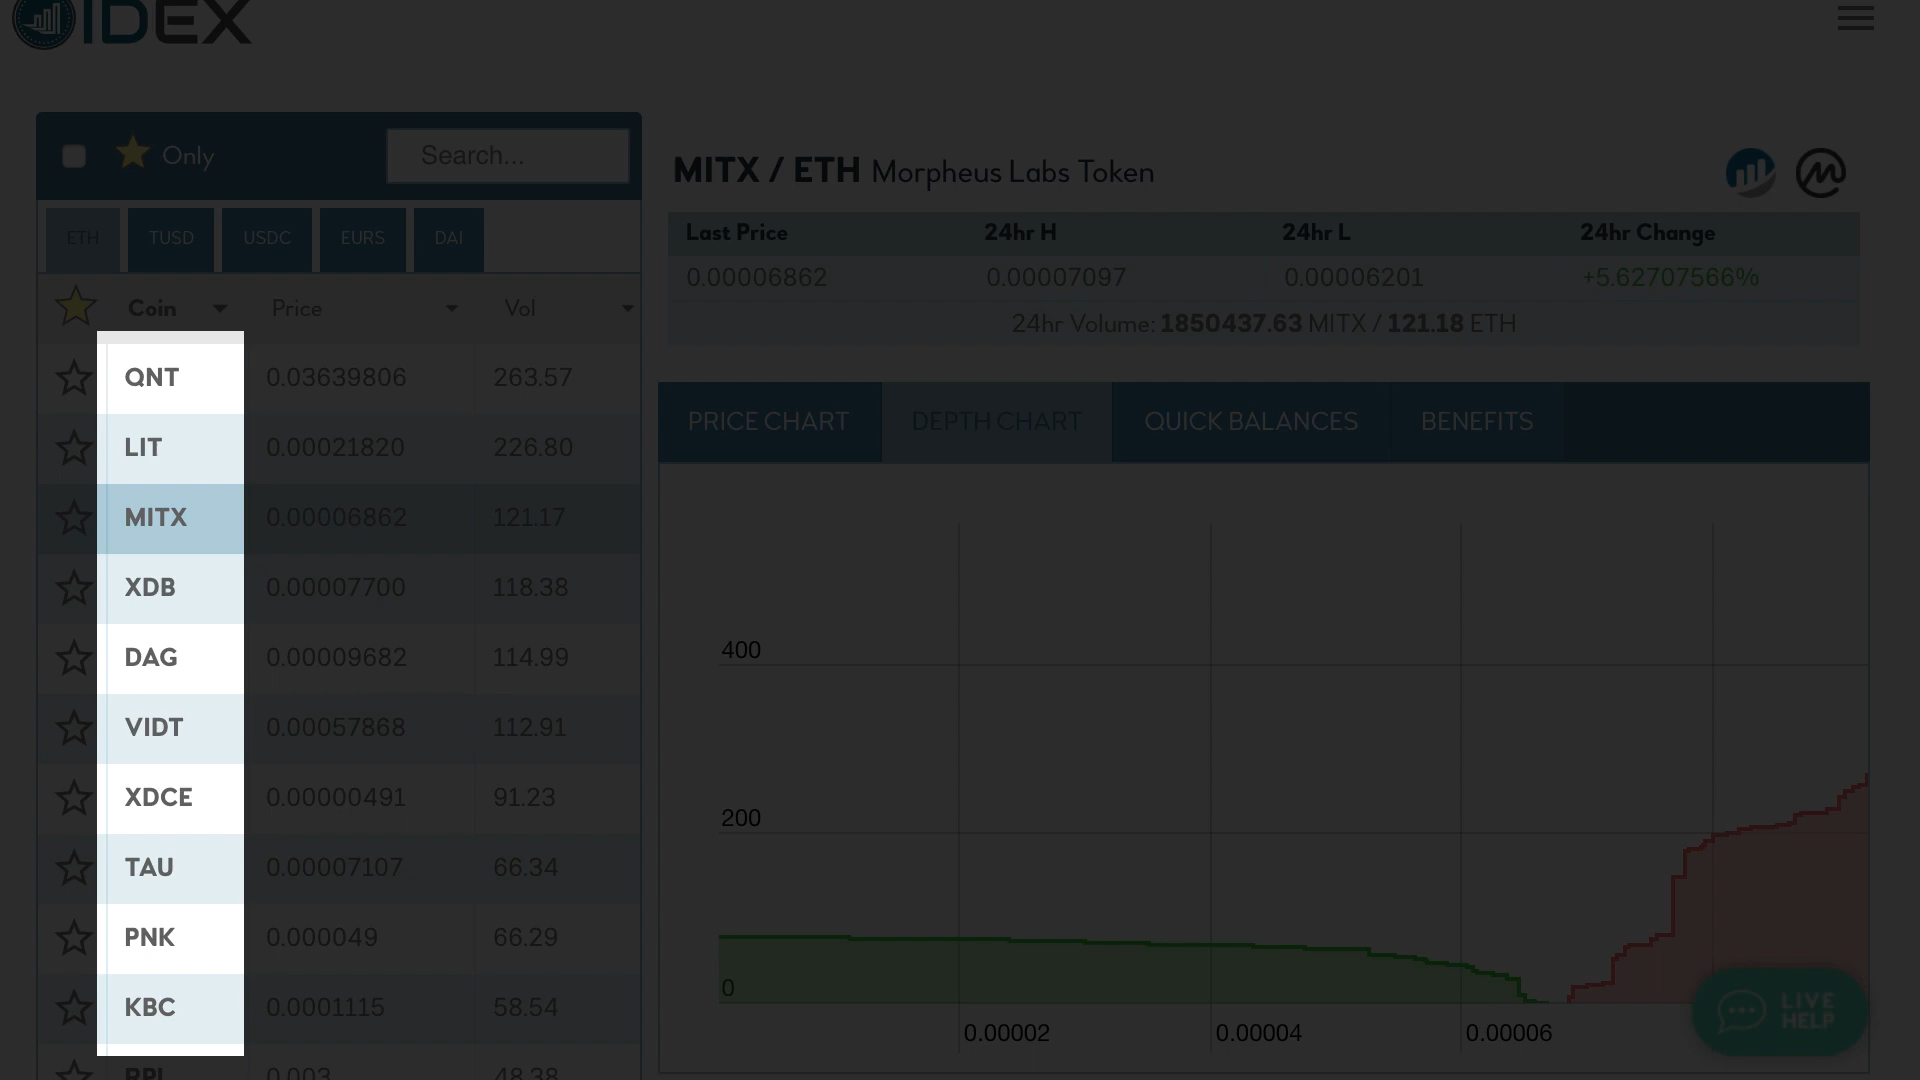 IDEX
Only Search...
ETH TUSD USDC EURS DAI
Coin Price Vol
QNT 0.03639806 263.57
LIT 0.00021820 226.80
MITX 0.00006862 121.17
XDB 0.00007700 118.38
DAG 0.00009682 114.99
VIDT 0.00057868 112.91
XDCE 0.00000491 91.23
TAU 0.00007107 66.34
PNK 0.000049 66.29
KBC 0.0001115 58.54
RPL 0.003 48.38
MITX / ETH Morpheus Labs Token
Last Price 24hr H 24hr L 24hr Change
0.00006862 0.00007097 0.00006201 +5.62707566%
24hr Volume: 1850437.63 MITX / 121.18 ETH
PRICE CHART DEPTH CHART QUICK BALANCES BENEFITS
400
200
0
0.00002 0.00004 0.00006
LIVE
HELP